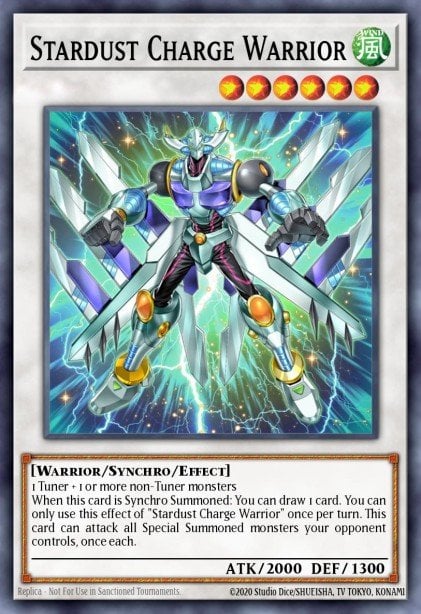 Stardust Charge Warrior
WIND
風
[Warrior/Synchro/Effect]
1 Tuner + 1 or more non-Tuner monsters
When this card is Synchro Summoned: You can draw 1 card. You can
only use this effect of "Stardust Charge Warrior" once per turn. This
card can attack all Special Summoned monsters your opponent
controls, once each.
ATK/2000 DEF/1300
Replica - Not For Use in Sanctioned Tournaments. ©2020 Studio Dice/SHUEISHA, TV TOKYO, KONAMI